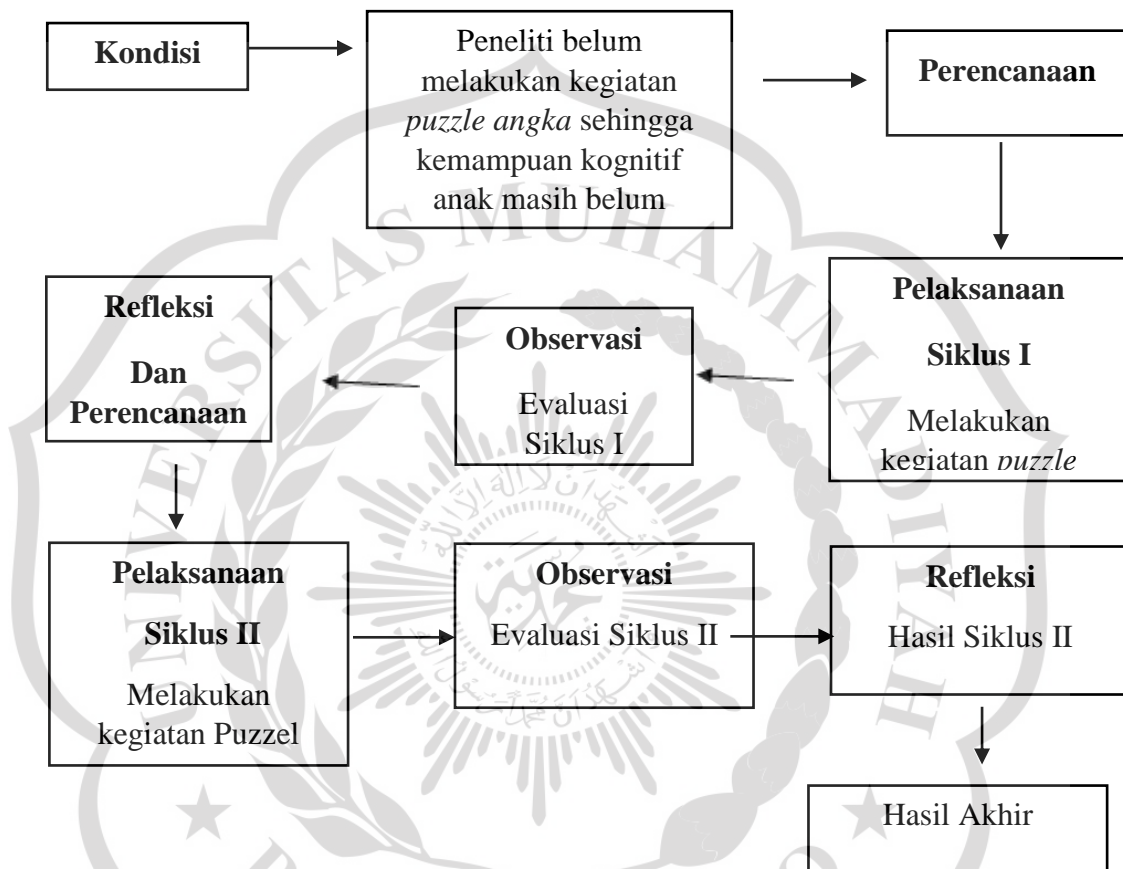 Kondisi
Peneliti belum
melakukan kegiatan
puzzle angka sehingga
kemampuan kognitif
anak masih belum
Perencanaan
Pelaksanaan
Siklus I
Melakukan
kegiatan puzzle
Observasi
Evaluasi
Siklus I
Refleksi
Dan
Perencanaan
Pelaksanaan
Siklus II
Melakukan
kegiatan Puzzel
Observasi
Evaluasi Siklus II
Refleksi
Hasil Siklus II
Hasil Akhir
UNIVERSITAS MUHAMMADIYAH